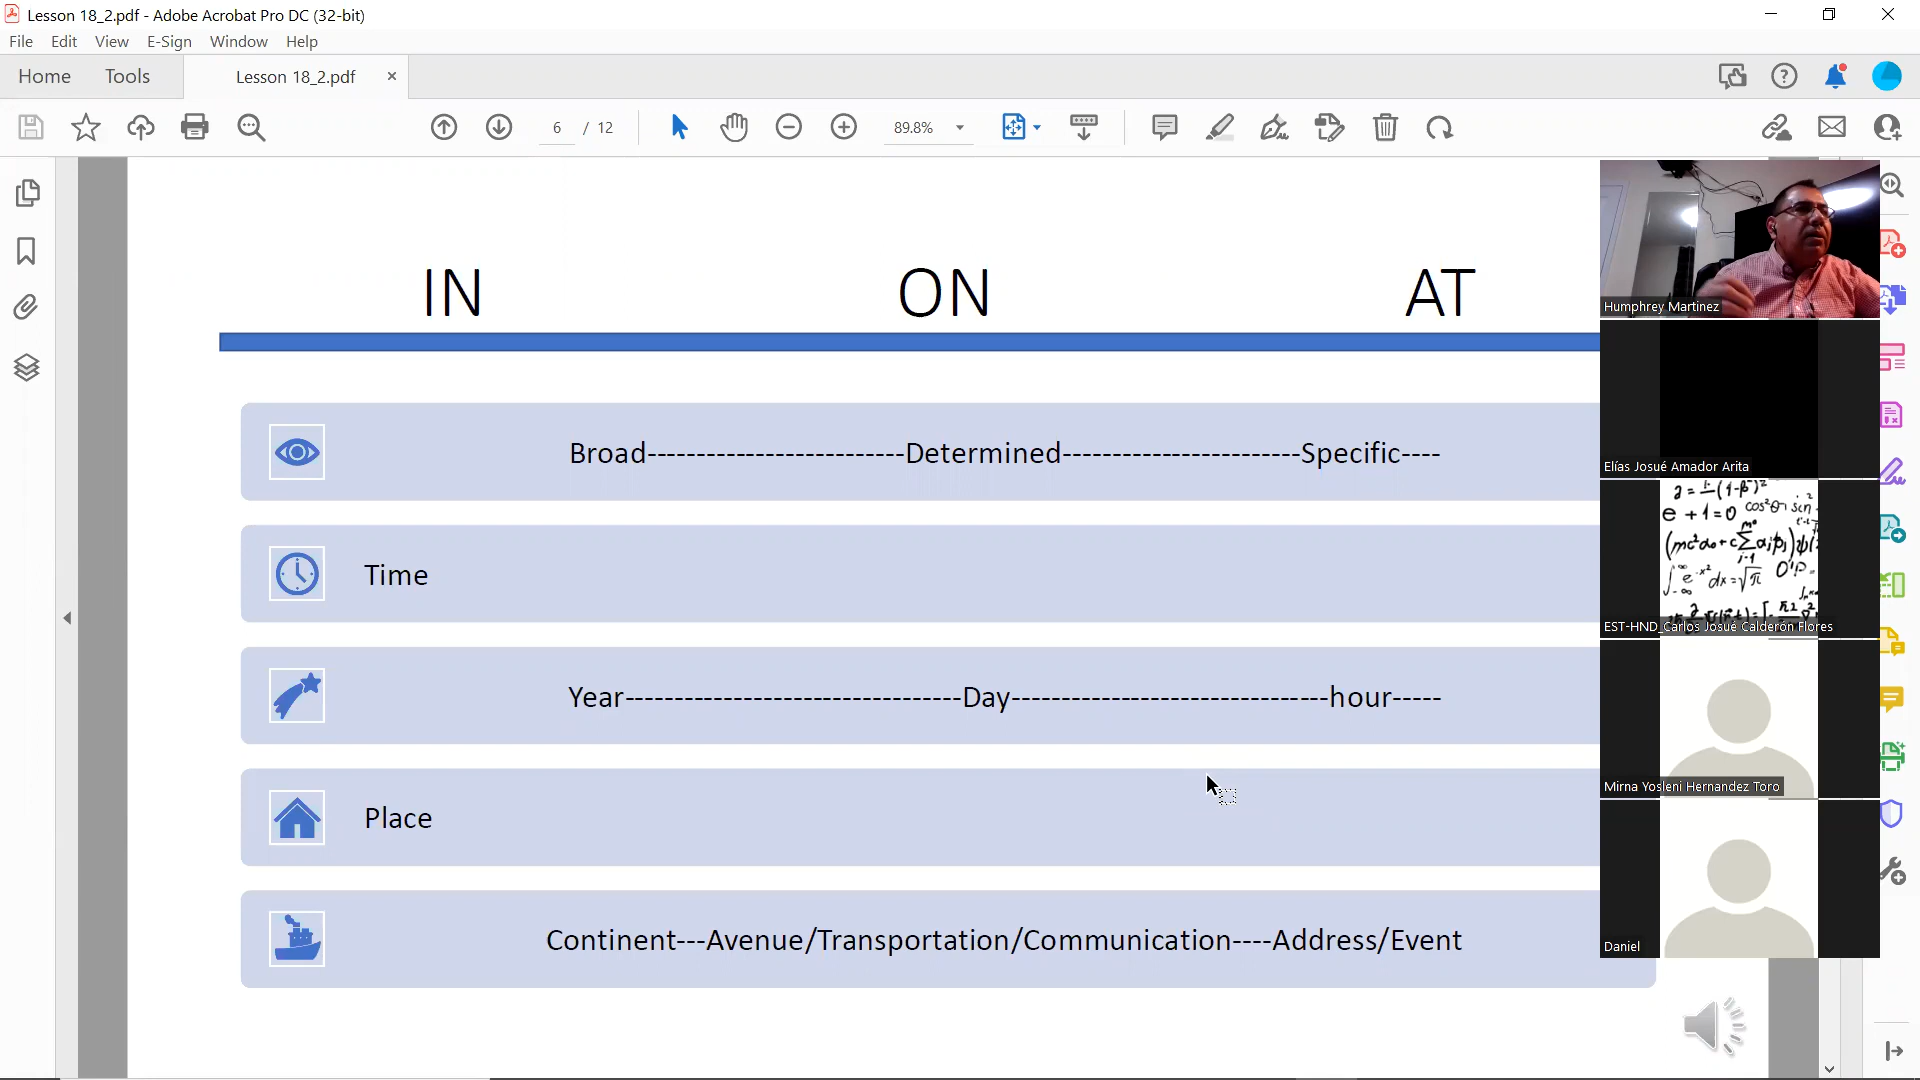 Lesson 18_2.pdf - Adobe Acrobat Pro DC (32-bit)
File Edit View E-Sign Window Help
Home Tools Lesson 18_2.pdf ×
6 / 12 89.8%
IN ON AT
Broad--------------------------Determined------------------------Specific----
Time
Year----------------------------------Day--------------------------------hour-----
Place
Continent---Avenue/Transportation/Communication----Address/Event
Humphrey Martinez
Elías Josué Amador Arita
EST-HND_Carlos Josué Calderón Flores
Mirna Yosleni Hernandez Toro
Daniel